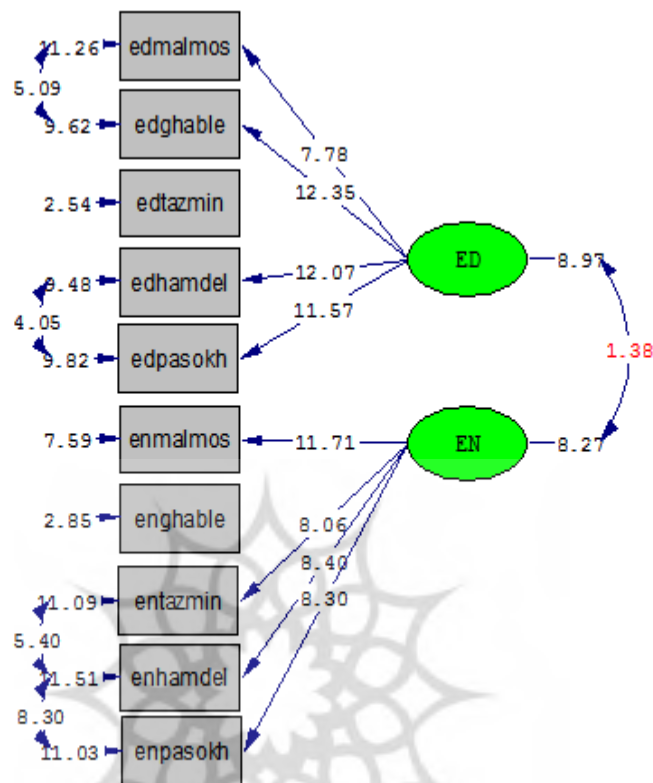 11.26 edmalmos
5.09
9.62 edghable
7.78
12.35
2.54 edtazmin
ED 8.97
9.48 edhamdel 12.07
4.05
11.57
9.82 edpasokh
1.38
7.59 enmalmos 11.71 EN 8.27
2.85 enghable
8.06
8.40
11.09 entazmin 8.30
5.40
11.51 enhamdel
8.30
11.03 enpasokh